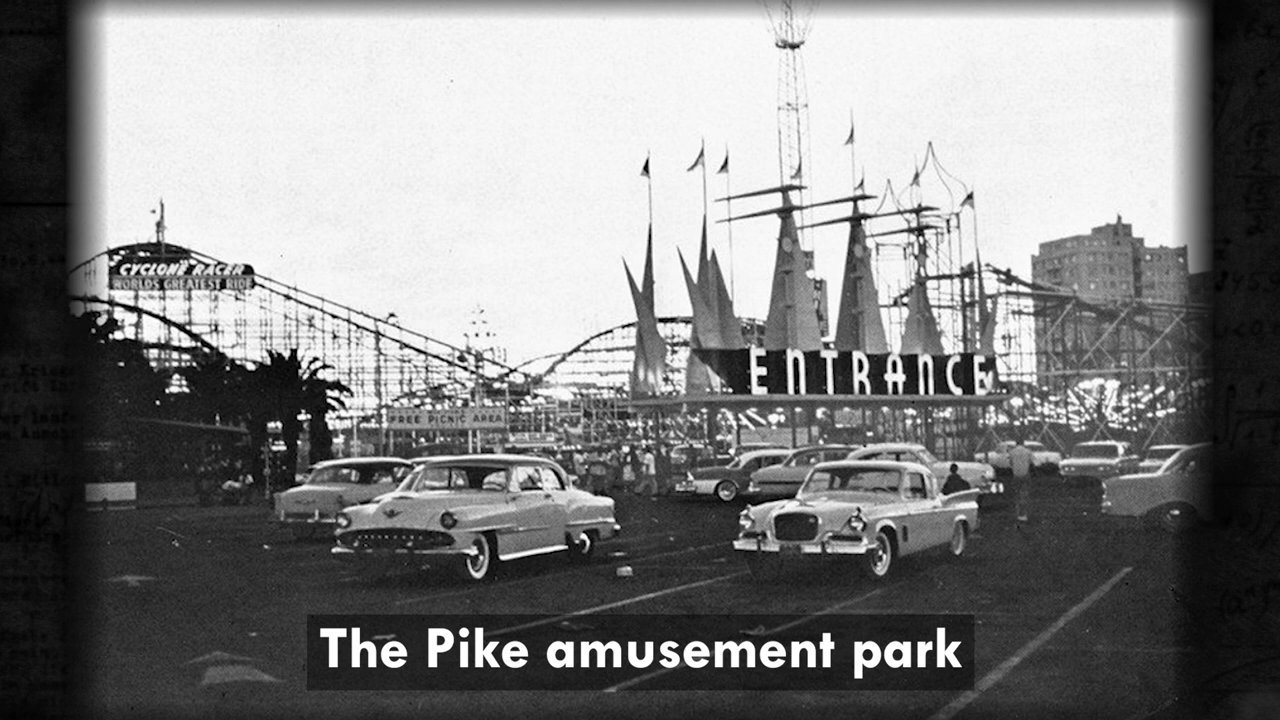 CYCLONE RACER
WORLDS GREATEST RIDE
ENTRANCE
FREE PICNIC AREA
The Pike amusement park